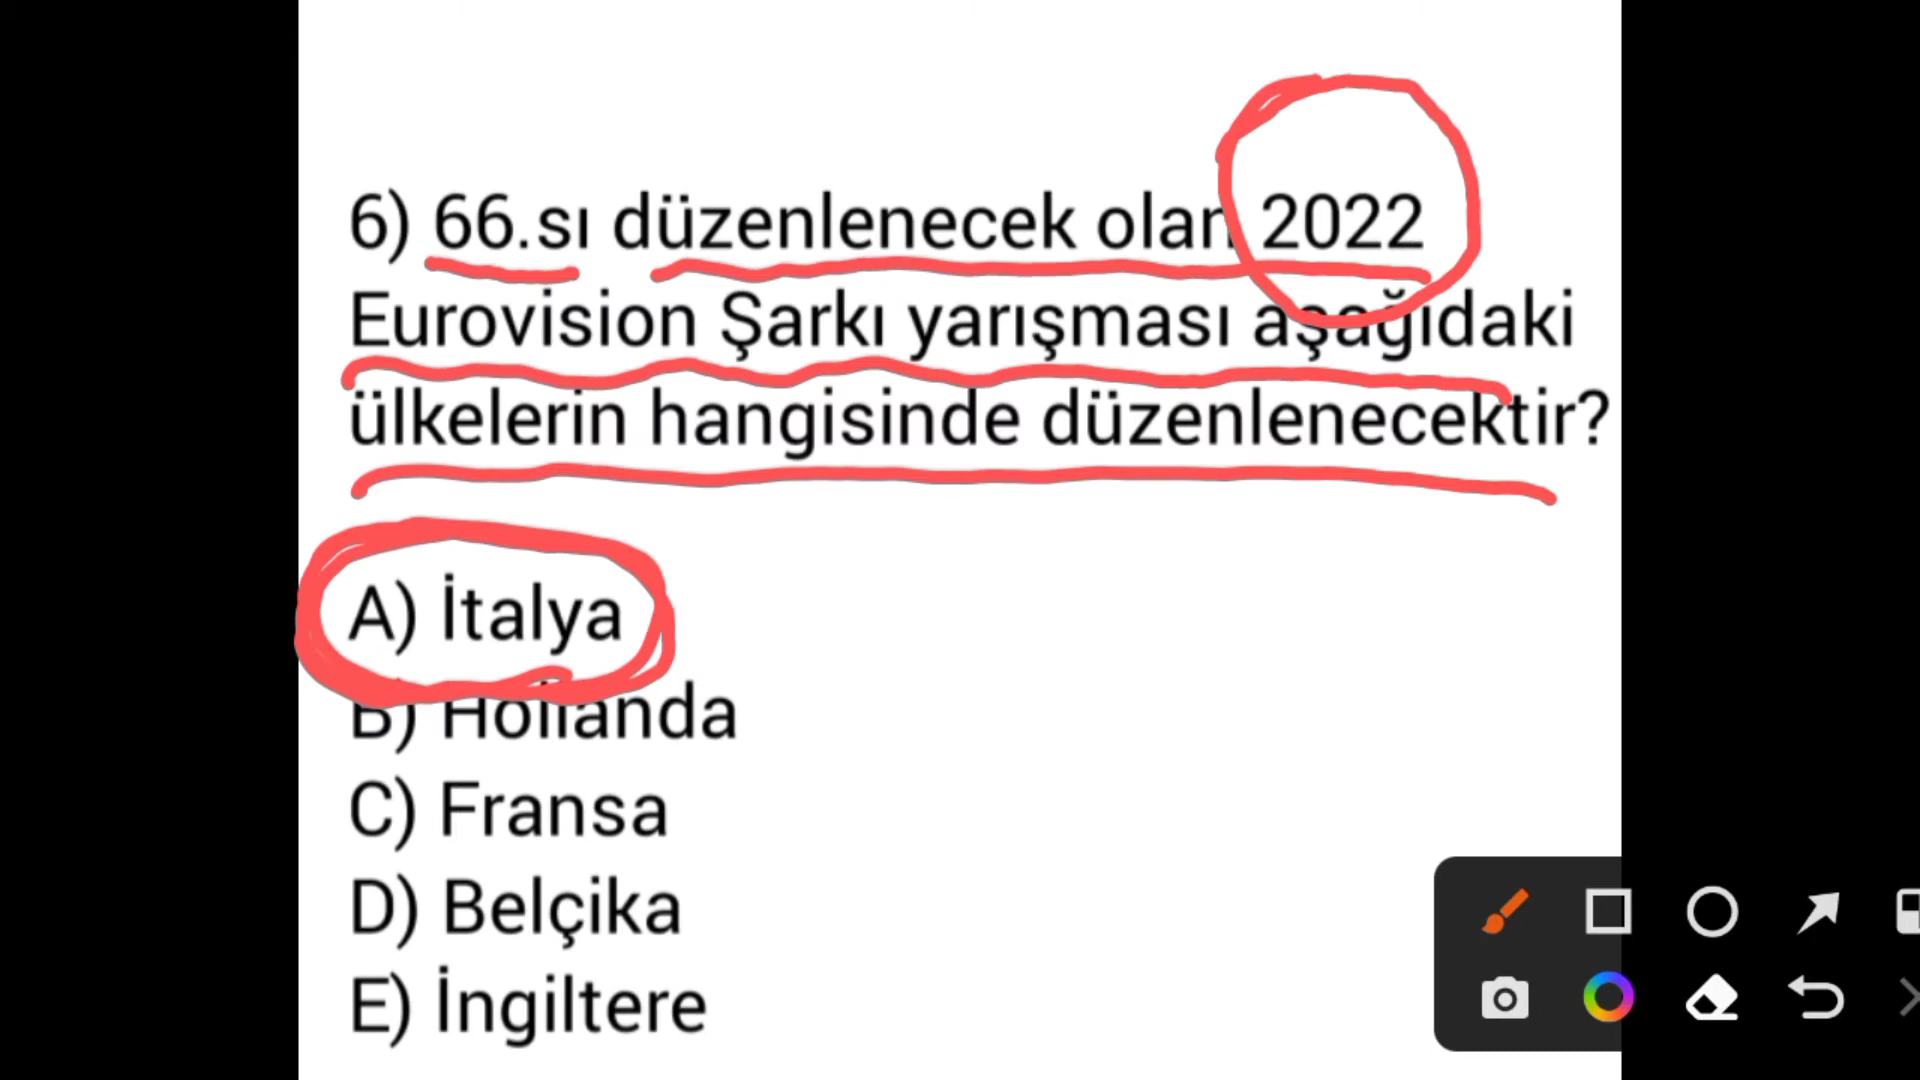 6) 66.sı düzenlenecek olan 2022
Eurovision Şarkı yarışması aşağıdaki
ülkelerin hangisinde düzenlenecektir?
A) İtalya
B) Hollanda
C) Fransa
D) Belçika
E) İngiltere